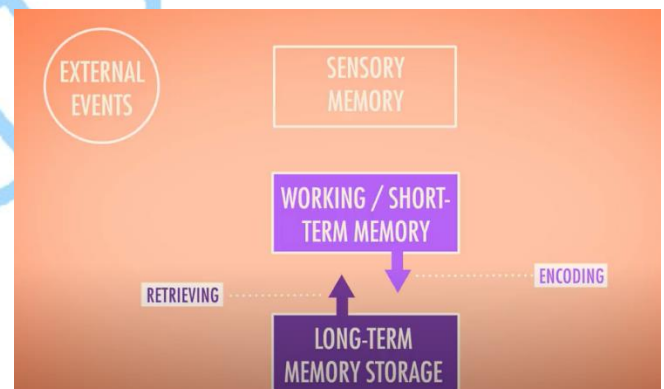 EXTERNAL
EVENTS
SENSORY
MEMORY
WORKING / SHORT-
TERM MEMORY
ENCODING
RETRIEVING
LONG-TERM
MEMORY STORAGE